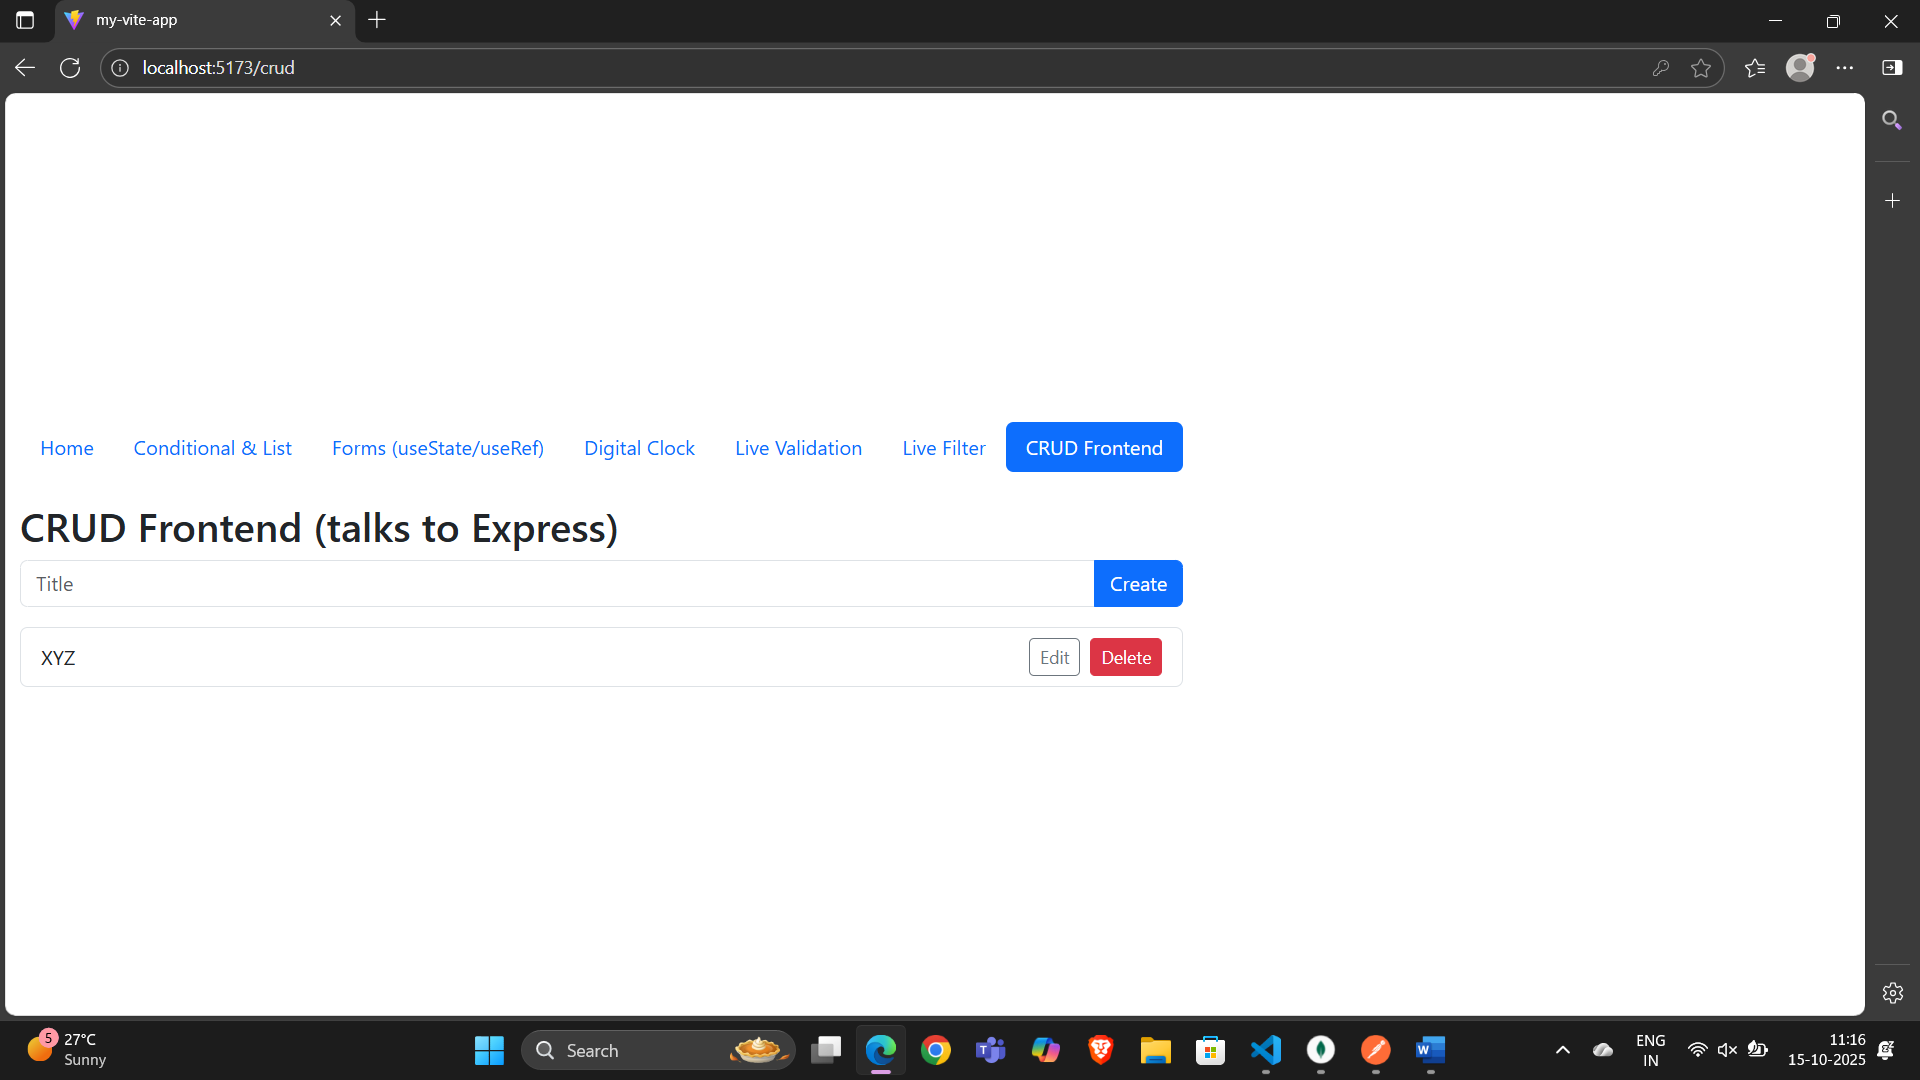 my-vite-app
localhost:5173/crud
Home Conditional & List Forms (useState/useRef) Digital Clock Live Validation Live Filter CRUD Frontend
CRUD Frontend (talks to Express)
Title Create
XYZ Edit Delete
5 27°C
Sunny
Search
T
W
ENG
IN
11:16
15-10-2025